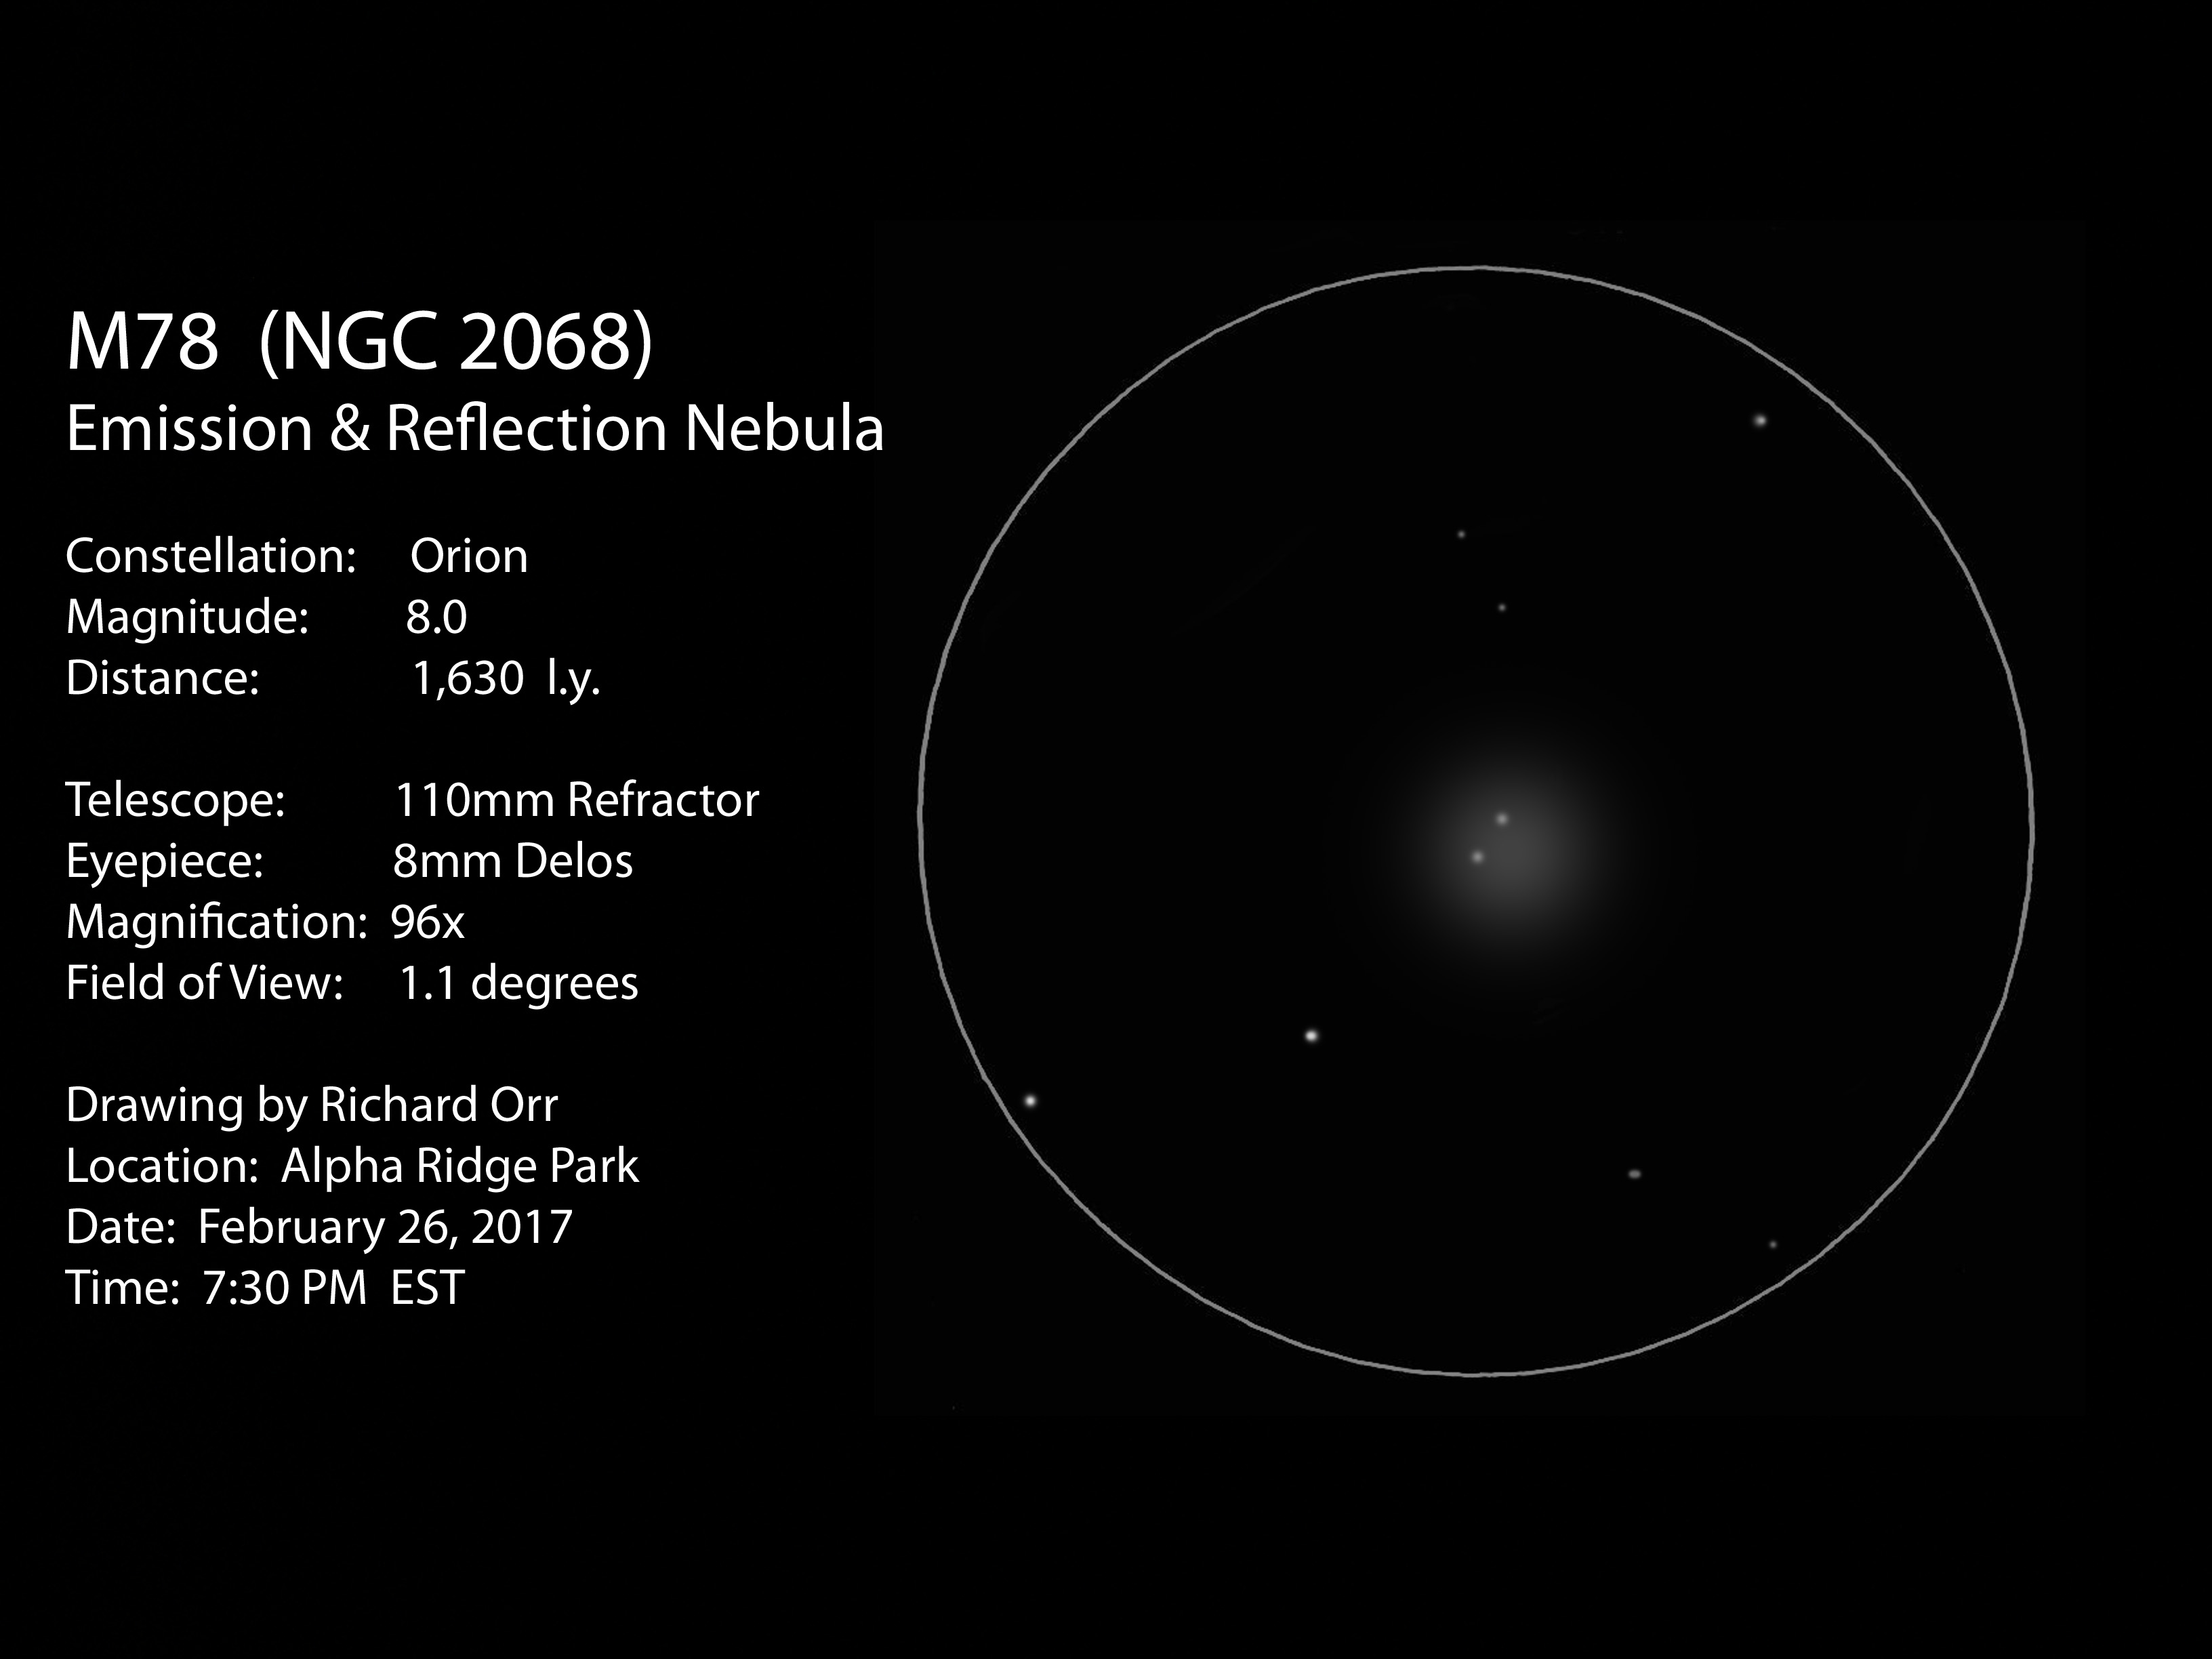 M78 (NGC 2068)
Emission & Reflection Nebula
Constellation: Orion
Magnitude: 8.0
Distance: 1,630 l.y.
Telescope: 110mm Refractor
Eyepiece: 8mm Delos
Magnification: 96x
Field of View: 1.1 degrees
Drawing by Richard Orr
Location: Alpha Ridge Park
Date: February 26, 2017
Time: 7:30 PM EST